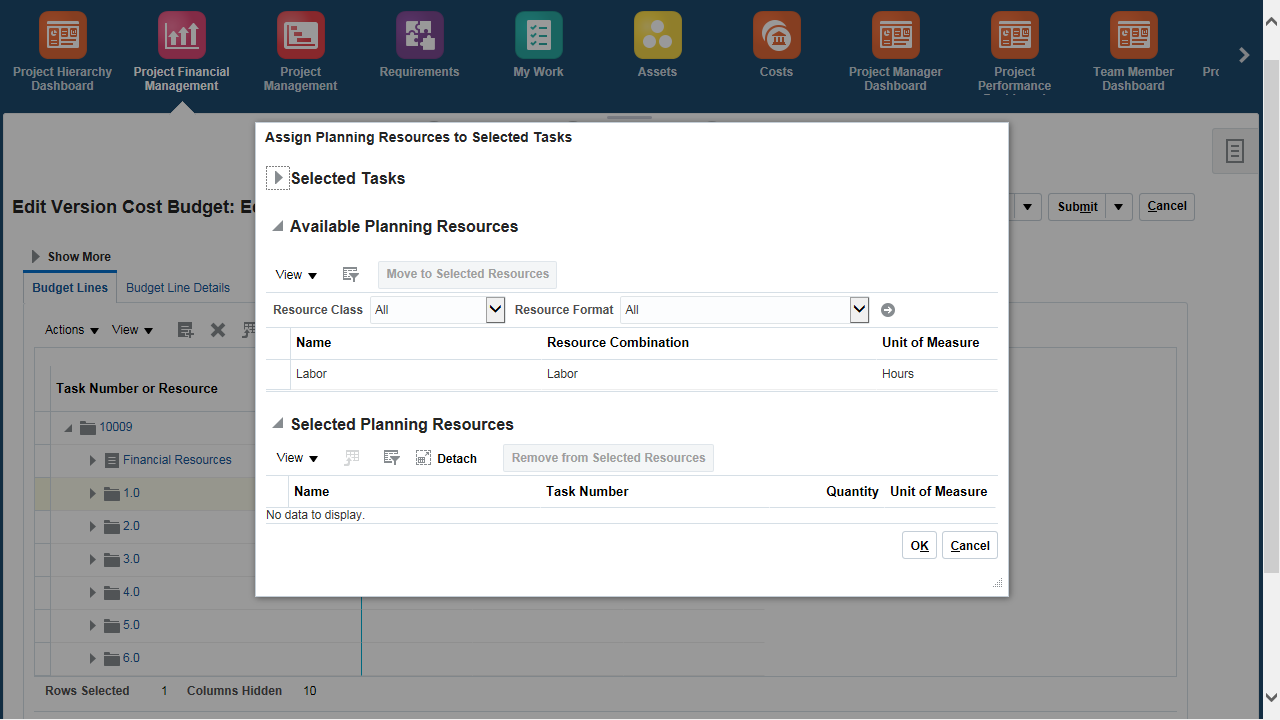 Project Hierarchy
Dashboard
Project Financial
Management
Project
Management
Requirements
My Work
Assets
Costs
Project Manager
Dashboard
Project
Performance
Team Member
Dashboard
Assign Planning Resources to Selected Tasks
Selected Tasks
Edit Version Cost Budget:
Submit
Cancel
Available Planning Resources
Show More
View
Move to Selected Resources
Budget Lines
Budget Line Details
Resource Class
All
Resource Format
All
Actions
View
Name
Resource Combination
Unit of Measure
Labor
Labor
Hours
Task Number or Resource
10009
Selected Planning Resources
Financial Resources
View
Detach
Remove from Selected Resources
Name
Task Number
Quantity
Unit of Measure
1.0
No data to display.
2.0
OK
Cancel
3.0
4.0
5.0
6.0
Rows Selected
1
Columns Hidden
10